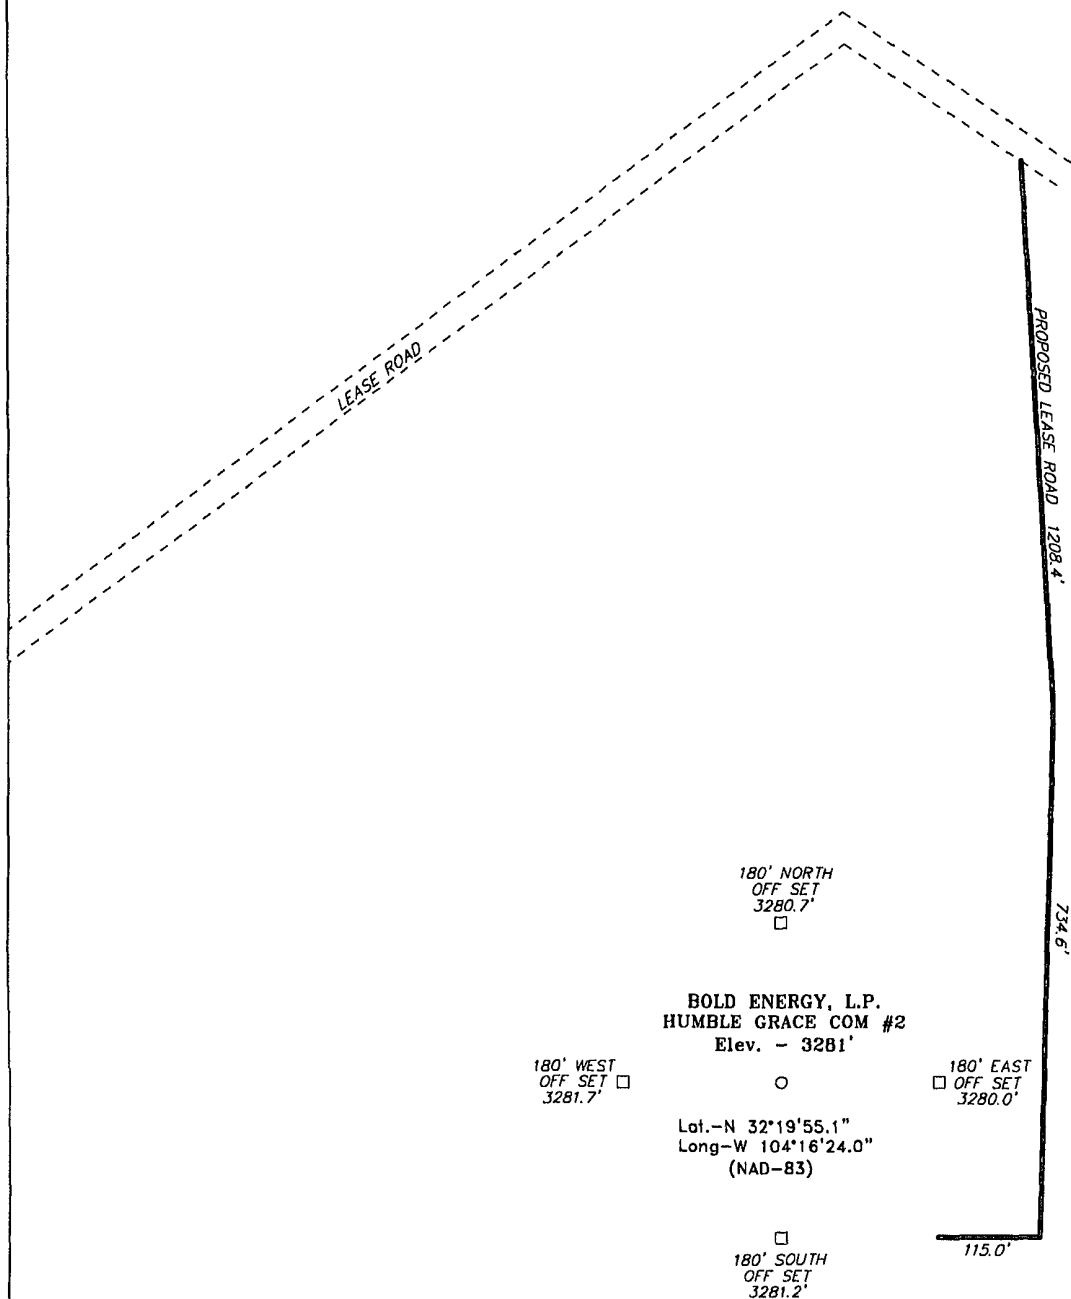 LEASE ROAD
PROPOSED LEASE ROAD 1208.4'
180' NORTH
OFF SET
3280.7'
734.6'
BOLD ENERGY, L.P.
HUMBLE GRACE COM #2
Elev. - 3281'
180' WEST
OFF SET
3281.7'
180' EAST
OFF SET
3280.0'
Lat.-N 32°19'55.1"
Long-W 104°16'24.0"
(NAD-83)
115.0'
180' SOUTH
OFF SET
3281.2'